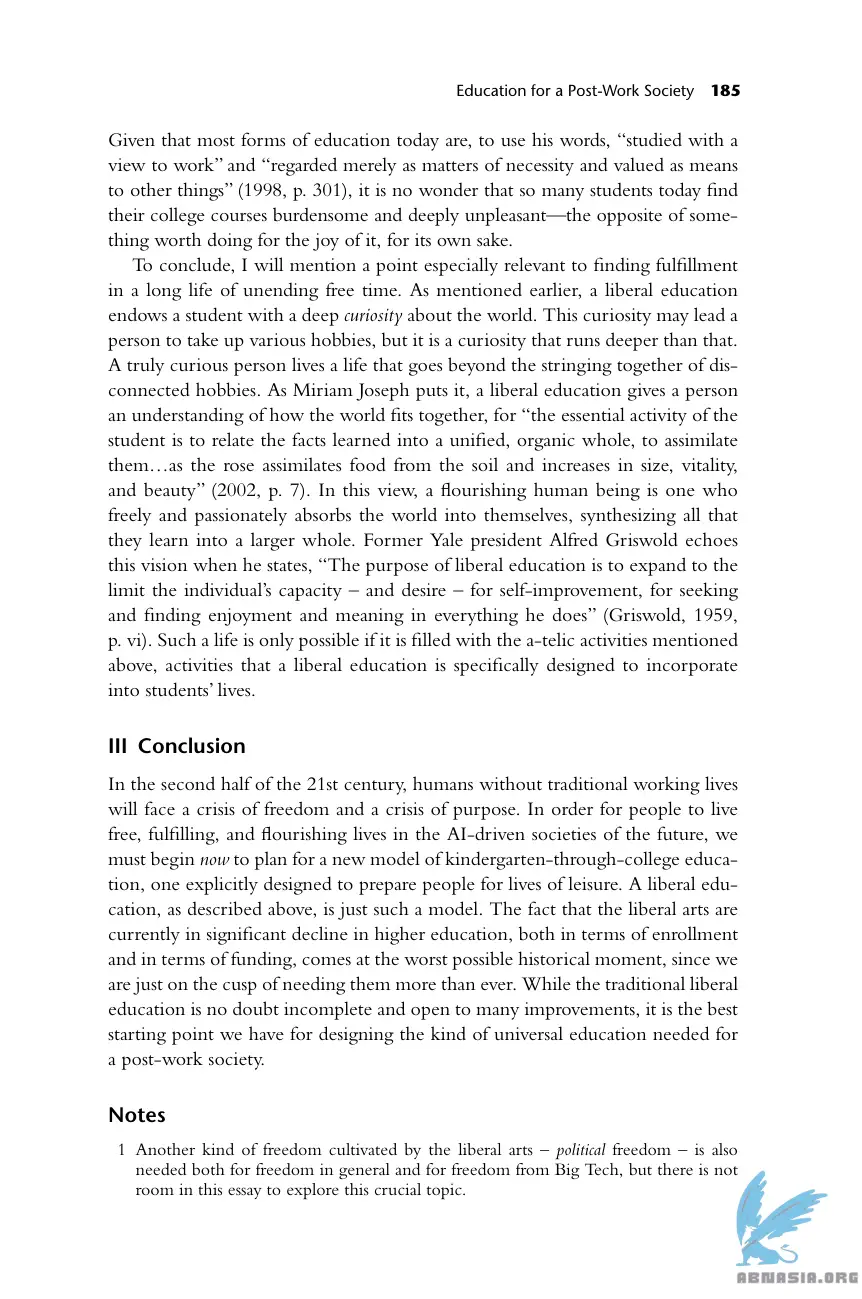 Education for a Post-Work Society 185
Given that most forms of education today are, to use his words, “studied with a
view to work” and “regarded merely as matters of necessity and valued as means
to other things” (1998, p. 301), it is no wonder that so many students today find
their college courses burdensome and deeply unpleasant—the opposite of some-
thing worth doing for the joy of it, for its own sake.
To conclude, I will mention a point especially relevant to finding fulfillment
in a long life of unending free time. As mentioned earlier, a liberal education
endows a student with a deep curiosity about the world. This curiosity may lead a
person to take up various hobbies, but it is a curiosity that runs deeper than that.
A truly curious person lives a life that goes beyond the stringing together of dis-
connected hobbies. As Miriam Joseph puts it, a liberal education gives a person
an understanding of how the world fits together, for “the essential activity of the
student is to relate the facts learned into a unified, organic whole, to assimilate
them…as the rose assimilates food from the soil and increases in size, vitality,
and beauty” (2002, p. 7). In this view, a flourishing human being is one who
freely and passionately absorbs the world into themselves, synthesizing all that
they learn into a larger whole. Former Yale president Alfred Griswold echoes
this vision when he states, “The purpose of liberal education is to expand to the
limit the individual’s capacity – and desire – for self-improvement, for seeking
and finding enjoyment and meaning in everything he does” (Griswold, 1959,
p. vi). Such a life is only possible if it is filled with the a-telic activities mentioned
above, activities that a liberal education is specifically designed to incorporate
into students’ lives.
III Conclusion
In the second half of the 21st century, humans without traditional working lives
will face a crisis of freedom and a crisis of purpose. In order for people to live
free, fulfilling, and flourishing lives in the AI-driven societies of the future, we
must begin now to plan for a new model of kindergarten-through-college educa-
tion, one explicitly designed to prepare people for lives of leisure. A liberal edu-
cation, as described above, is just such a model. The fact that the liberal arts are
currently in significant decline in higher education, both in terms of enrollment
and in terms of funding, comes at the worst possible historical moment, since we
are just on the cusp of needing them more than ever. While the traditional liberal
education is no doubt incomplete and open to many improvements, it is the best
starting point we have for designing the kind of universal education needed for
a post-work society.
Notes
1 Another kind of freedom cultivated by the liberal arts – political freedom – is also
needed both for freedom in general and for freedom from Big Tech, but there is not
room in this essay to explore this crucial topic.
ABNASIA.ORG